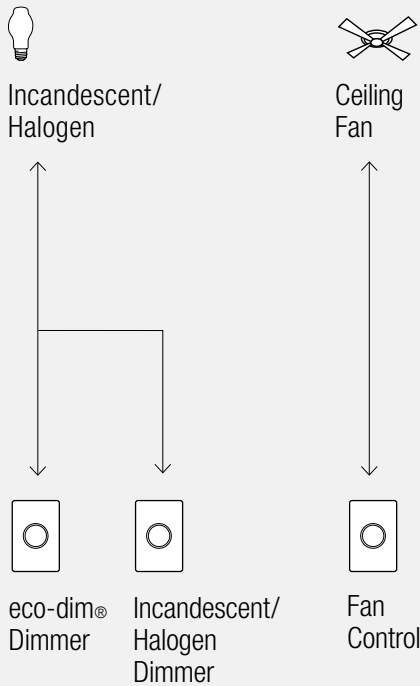 Incandescent/
Halogen
Ceiling
Fan
eco-dim®
Dimmer
Incandescent/
Halogen
Dimmer
Fan
Control